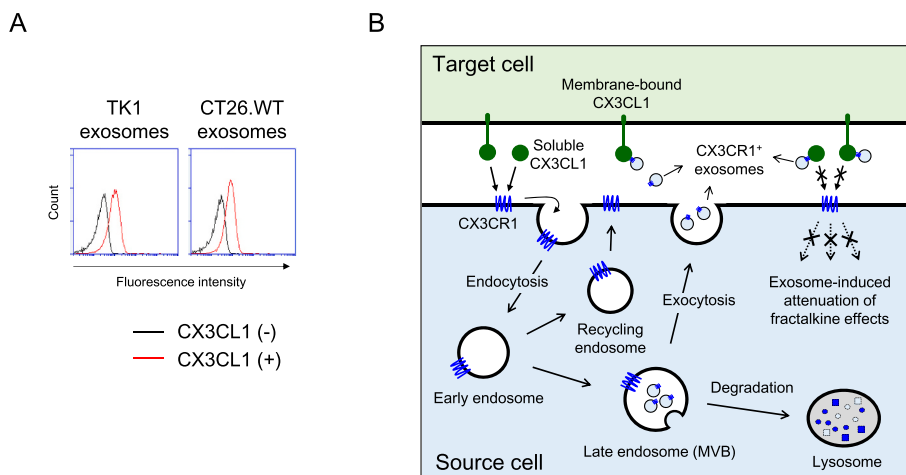 A
TK1
exosomes
CT26.WT
exosomes
Count
Fluorescence intensity
CX3CL1 (-)
CX3CL1 (+)
B
Target cell
Membrane-bound
CX3CL1
Soluble
CX3CL1
CX3CR1⁺
exosomes
CX3CR1
Endocytosis
Recycling
endosome
Exocytosis
Exosome-induced
attenuation of
fractalkine effects
Early endosome
Degradation
Late endosome (MVB)
Lysosome
Source cell